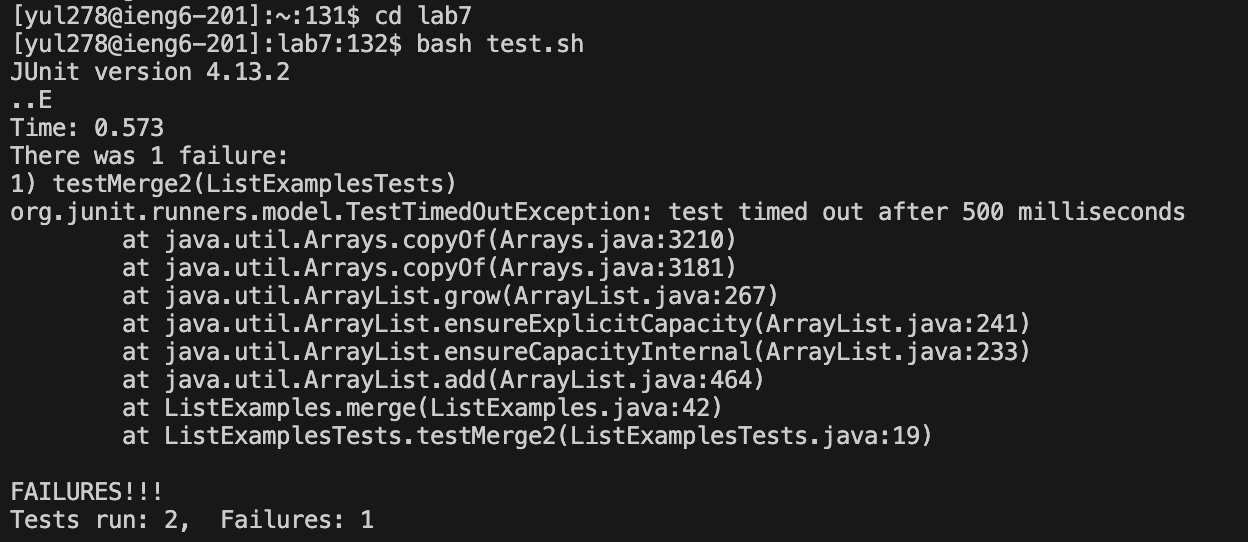 [yul278@ieng6-201]:~:131$ cd lab7
[yul278@ieng6-201]:lab7:132$ bash test.sh
JUnit version 4.13.2
..E
Time: 0.573
There was 1 failure:
1) testMerge2(ListExamplesTests)
org.junit.runners.model.TestTimedOutException: test timed out after 500 milliseconds
        at java.util.Arrays.copyOf(Arrays.java:3210)
        at java.util.Arrays.copyOf(Arrays.java:3181)
        at java.util.ArrayList.grow(ArrayList.java:267)
        at java.util.ArrayList.ensureExplicitCapacity(ArrayList.java:241)
        at java.util.ArrayList.ensureCapacityInternal(ArrayList.java:233)
        at java.util.ArrayList.add(ArrayList.java:464)
        at ListExamples.merge(ListExamples.java:42)
        at ListExamplesTests.testMerge2(ListExamplesTests.java:19)

FAILURES!!!
Tests run: 2,  Failures: 1